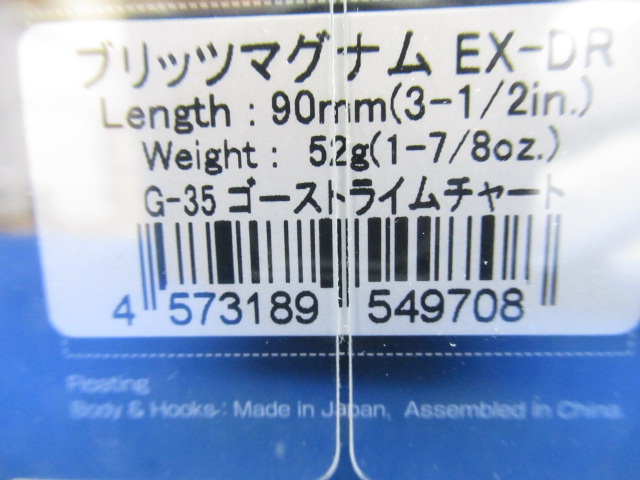 ブリッツマグナム EX-DR
Length : 90mm(3-1/2in.)
Weight : 52g(1-7/8oz.)
G-35 ゴーストライムチャート
4 573189 549708
Floating
Body & Hooks : Made in Japan, Assembled in China